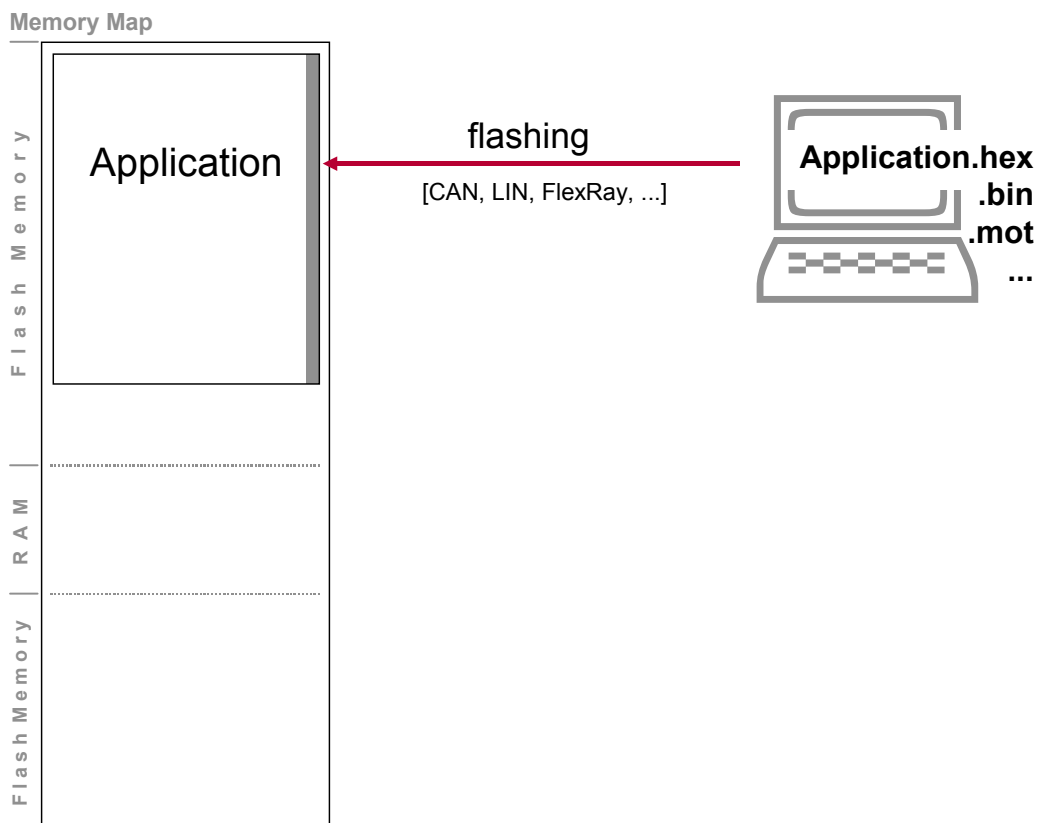 Memory Map
Flash Memory
Application
flashing
[CAN, LIN, FlexRay, ...]
Application.hex
.bin
.mot
...
RAM
Flash Memory